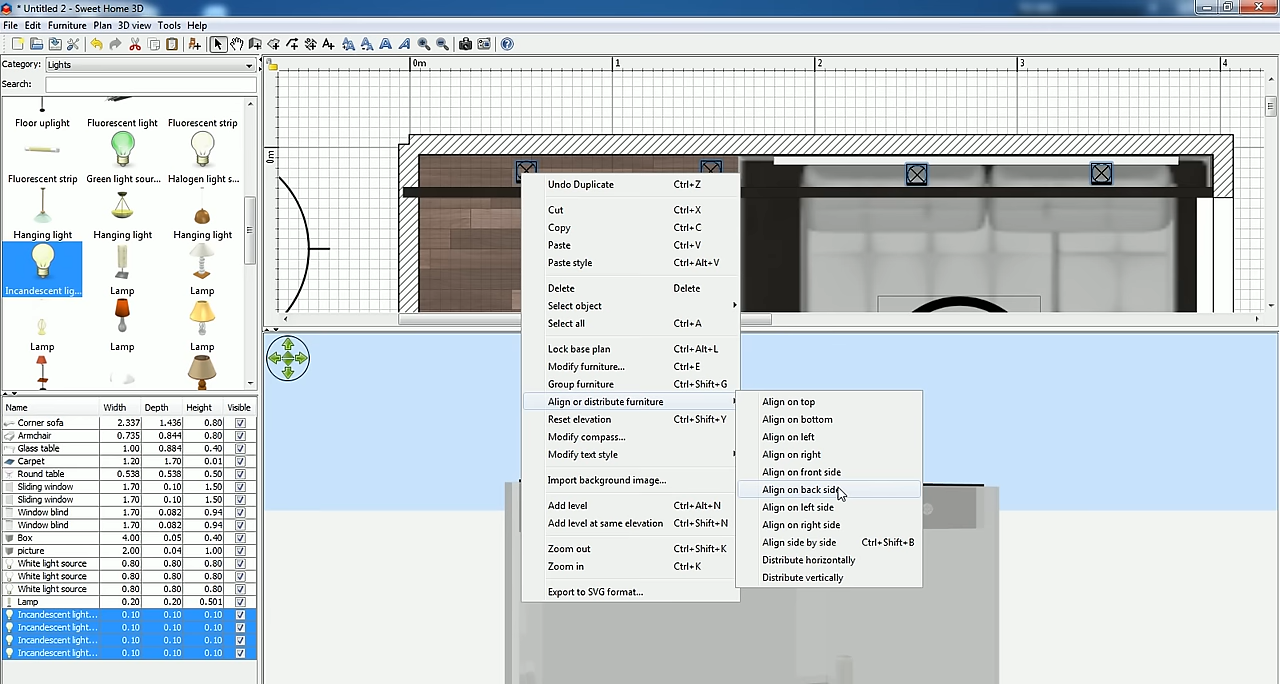 * Untitled 2 - Sweet Home 3D
File Edit Furniture Plan 3D view Tools Help
Category: Lights
Search:
Floor uplight Fluorescent light Fluorescent strip
Fluorescent strip Green light sour... Halogen light s...
Hanging light Hanging light Hanging light
Incandescent lig... Lamp Lamp
Lamp Lamp Lamp
0m 1 2 3 4
0m
Name Width Depth Height Visible
Corner sofa 2.337 1.436 0.80
Armchair 0.735 0.844 0.80
Glass table 1.00 0.884 0.40
Carpet 1.20 1.70 0.01
Round table 0.538 0.538 0.50
Sliding window 1.70 0.10 1.50
Sliding window 1.70 0.10 1.50
Window blind 1.70 0.082 0.94
Window blind 1.70 0.082 0.94
Box 4.00 0.05 0.40
picture 2.00 0.04 1.00
White light source 0.80 0.80 0.80
White light source 0.80 0.80 0.80
White light source 0.80 0.80 0.80
Lamp 0.20 0.20 0.501
Incandescent light... 0.10 0.10 0.10
Incandescent light... 0.10 0.10 0.10
Incandescent light... 0.10 0.10 0.10
Incandescent light... 0.10 0.10 0.10
Undo Duplicate Ctrl+Z
Cut Ctrl+X
Copy Ctrl+C
Paste Ctrl+V
Paste style Ctrl+Alt+V
Delete Delete
Select object
Select all Ctrl+A
Lock base plan Ctrl+Alt+L
Modify furniture... Ctrl+E
Group furniture Ctrl+Shift+G
Align or distribute furniture
Reset elevation Ctrl+Shift+Y
Modify compass...
Modify text style
Import background image...
Add level Ctrl+Alt+N
Add level at same elevation Ctrl+Shift+N
Zoom out Ctrl+Shift+K
Zoom in Ctrl+K
Export to SVG format...
Align on top
Align on bottom
Align on left
Align on right
Align on front side
Align on back side
Align on left side
Align on right side
Align side by side Ctrl+Shift+B
Distribute horizontally
Distribute vertically